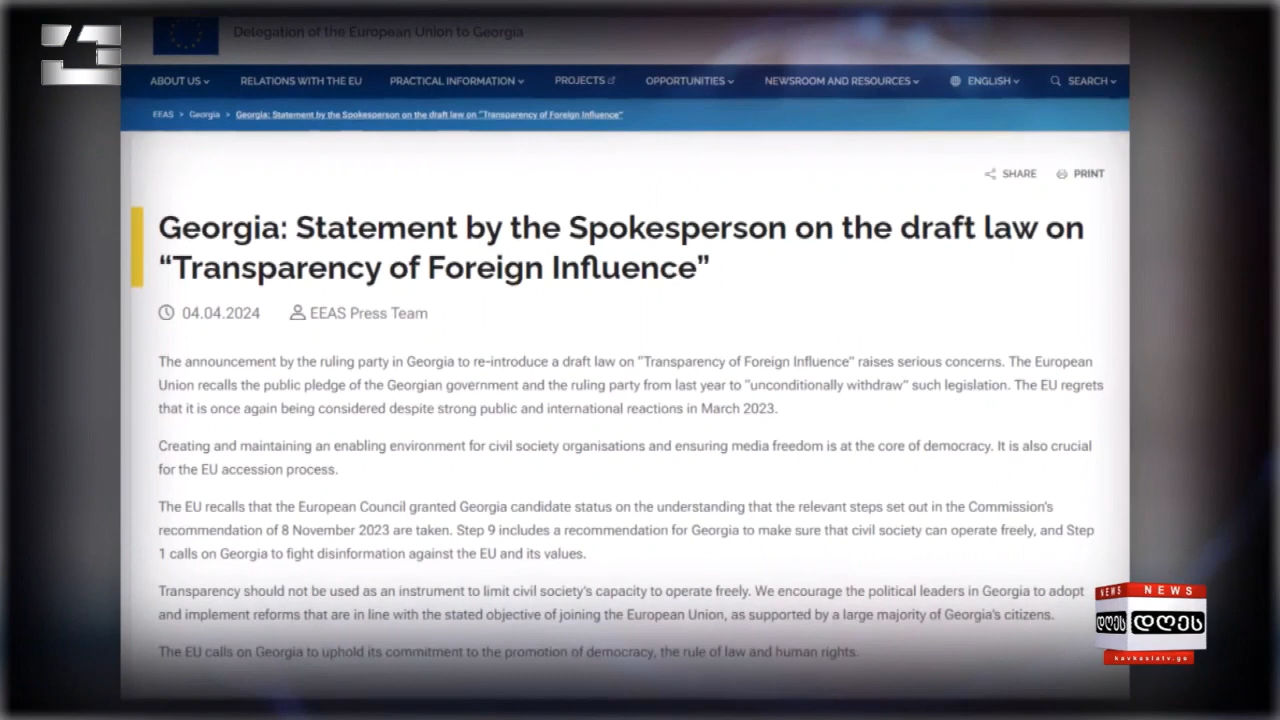 Delegation of the European Union to Georgia
ABOUT US RELATIONS WITH THE EU PRACTICAL INFORMATION PROJECTS OPPORTUNITIES NEWSROOM AND RESOURCES ENGLISH SEARCH
EEAS > Georgia > Georgia: Statement by the Spokesperson on the draft law on "Transparency of Foreign Influence"
SHARE PRINT
Georgia: Statement by the Spokesperson on the draft law on
“Transparency of Foreign Influence”
04.04.2024 EEAS Press Team
The announcement by the ruling party in Georgia to re-introduce a draft law on "Transparency of Foreign Influence" raises serious concerns. The European
Union recalls the public pledge of the Georgian government and the ruling party from last year to "unconditionally withdraw" such legislation. The EU regrets
that it is once again being considered despite strong public and international reactions in March 2023.
Creating and maintaining an enabling environment for civil society organisations and ensuring media freedom is at the core of democracy. It is also crucial
for the EU accession process.
The EU recalls that the European Council granted Georgia candidate status on the understanding that the relevant steps set out in the Commission's
recommendation of 8 November 2023 are taken. Step 9 includes a recommendation for Georgia to make sure that civil society can operate freely, and Step
1 calls on Georgia to fight disinformation against the EU and its values.
Transparency should not be used as an instrument to limit civil society's capacity to operate freely. We encourage the political leaders in Georgia to adopt
and implement reforms that are in line with the stated objective of joining the European Union, as supported by a large majority of Georgia's citizens.
The EU calls on Georgia to uphold its commitment to the promotion of democracy, the rule of law and human rights.
NEWS NEWS
დღეს დღეს
kavkasiatv.ge